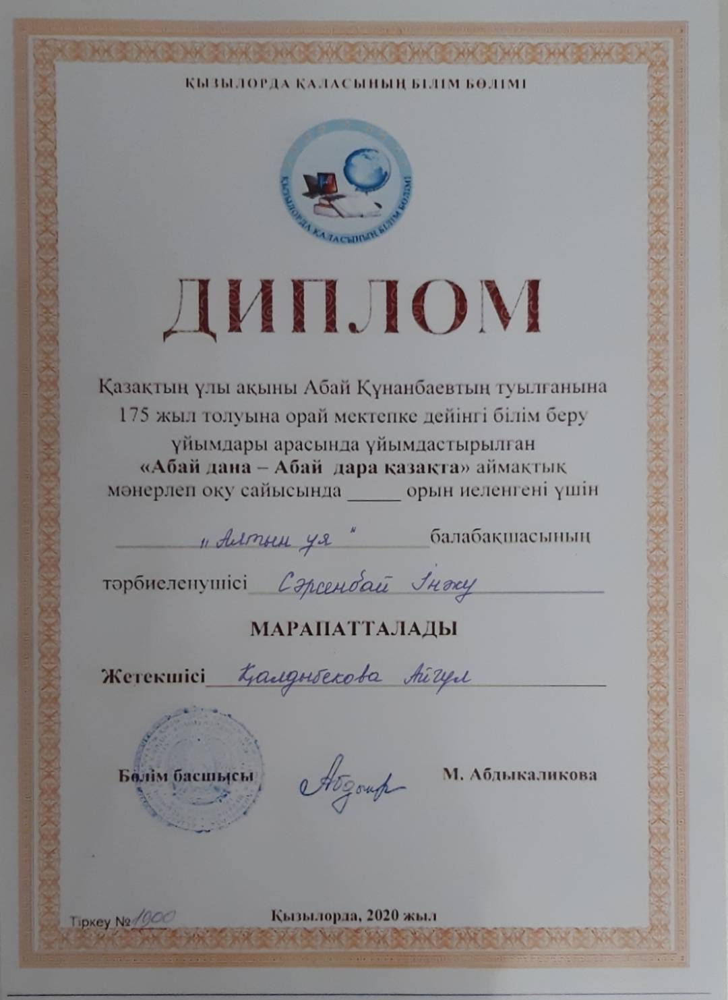 ҚЫЗЫЛОРДА ҚАЛАСЫНЫҢ БІЛІМ БӨЛІМІ
ҚЫЗЫЛОРДА ҚАЛАСЫНЫҢ БІЛІМ БӨЛІМІ
ДИПЛОМ
Қазақтың ұлы ақыны Абай Құнанбаевтың туылғанына
175 жыл толуына орай мектепке дейінгі білім беру
ұйымдары арасында ұйымдастырылған
«Абай дана – Абай дара қазақта» аймақтық
мәнерлеп оқу сайысында _____ орын иеленгені үшін
„Алтын ұя" балабақшасының
тәрбиеленушісі Сәрсенбай Інжу
МАРАПАТТАЛАДЫ
Жетекшісі Қалдыбекова Айгүл
Бөлім басшысы М. Абдыкаликова
Тіркеу №1900
Қызылорда, 2020 жыл